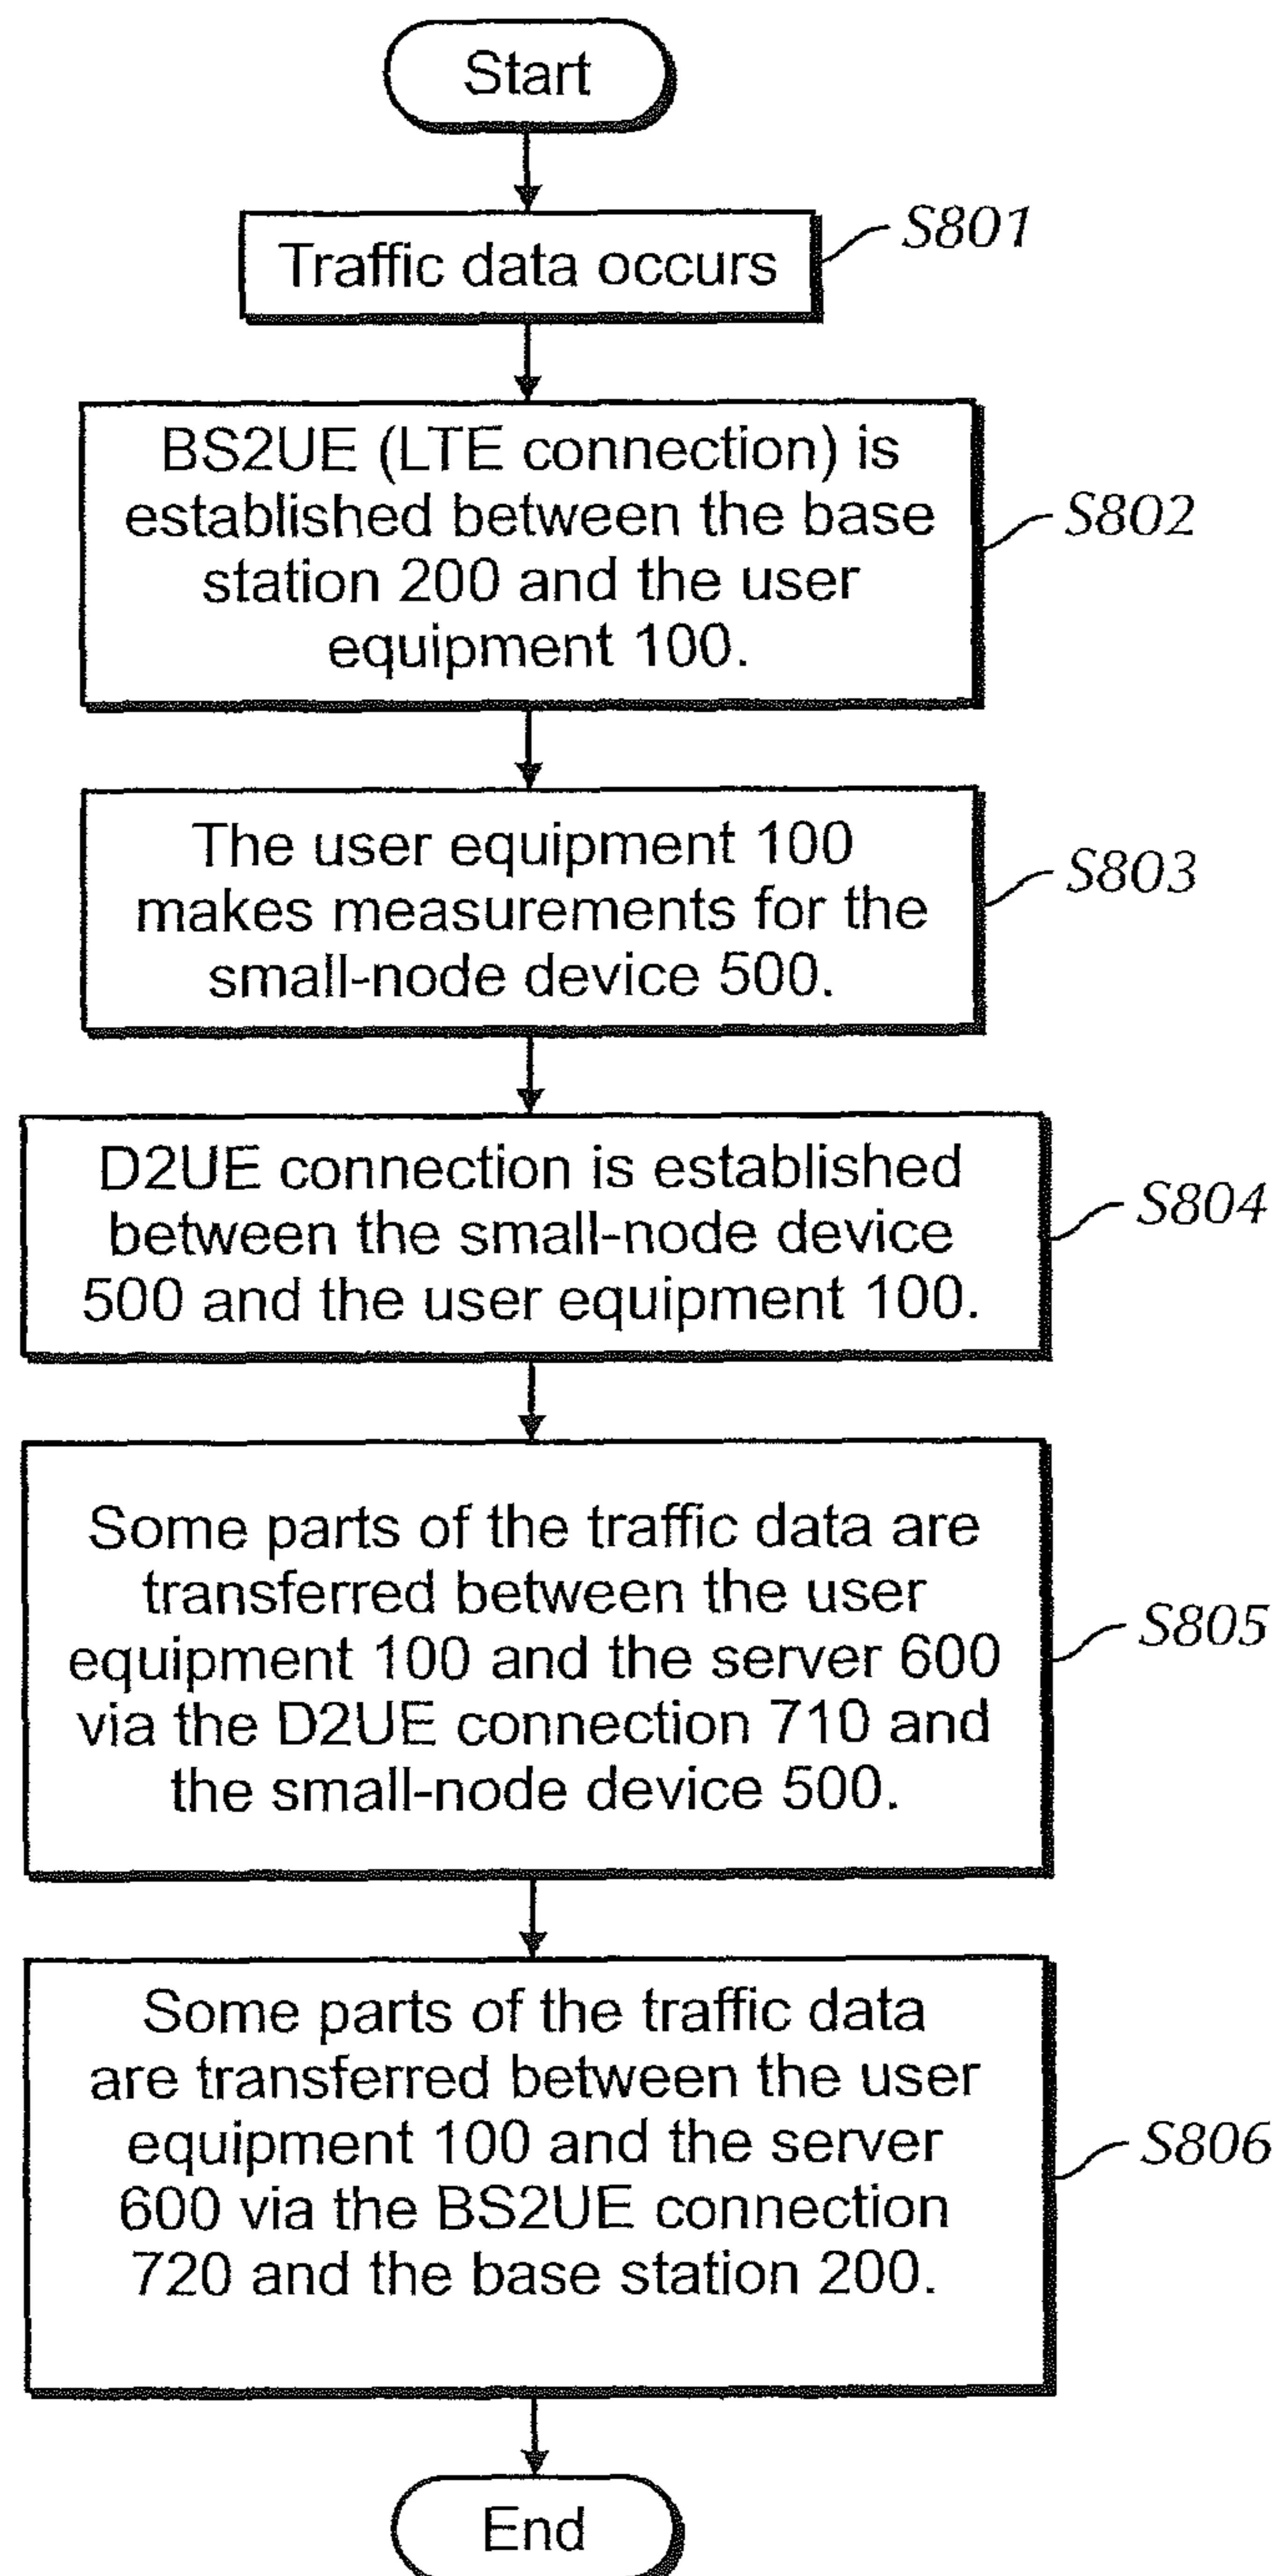 Start
Traffic data occurs
S801
BS2UE (LTE connection) is
established between the base
station 200 and the user
equipment 100.
S802
The user equipment 100
makes measurements for the
small-node device 500.
S803
D2UE connection is established
between the small-node device
500 and the user equipment 100.
S804
Some parts of the traffic data are
transferred between the user
equipment 100 and the server 600
via the D2UE connection 710 and
the small-node device 500.
S805
Some parts of the traffic data
are transferred between the user
equipment 100 and the server
600 via the BS2UE connection
720 and the base station 200.
S806
End